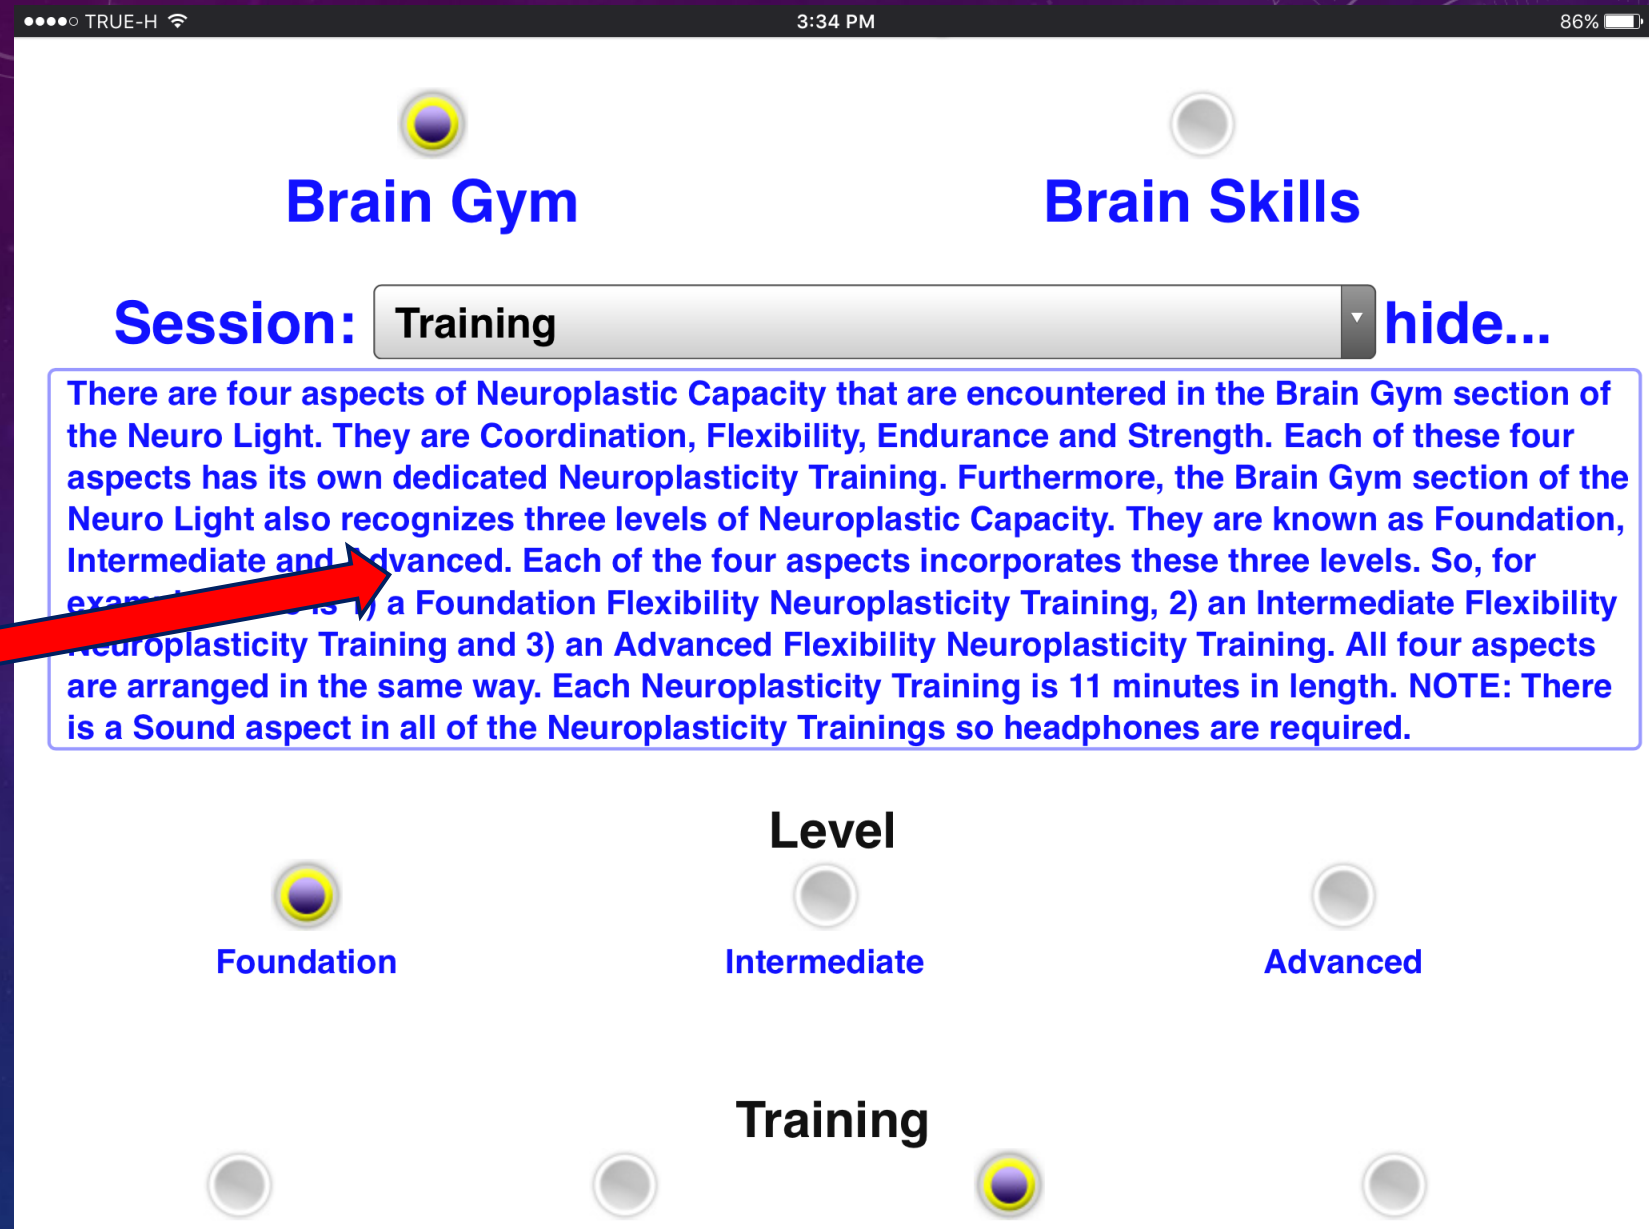 TRUE-H 3:34 PM 86%
Brain Gym Brain Skills
Session: Training hide...
There are four aspects of Neuroplastic Capacity that are encountered in the Brain Gym section of
the Neuro Light. They are Coordination, Flexibility, Endurance and Strength. Each of these four
aspects has its own dedicated Neuroplasticity Training. Furthermore, the Brain Gym section of the
Neuro Light also recognizes three levels of Neuroplastic Capacity. They are known as Foundation,
Intermediate and Advanced. Each of the four aspects incorporates these three levels. So, for
is 1) a Foundation Flexibility Neuroplasticity Training, 2) an Intermediate Flexibility
Neuroplasticity Training and 3) an Advanced Flexibility Neuroplasticity Training. All four aspects
are arranged in the same way. Each Neuroplasticity Training is 11 minutes in length. NOTE: There
is a Sound aspect in all of the Neuroplasticity Trainings so headphones are required.
Level
Foundation Intermediate Advanced
Training